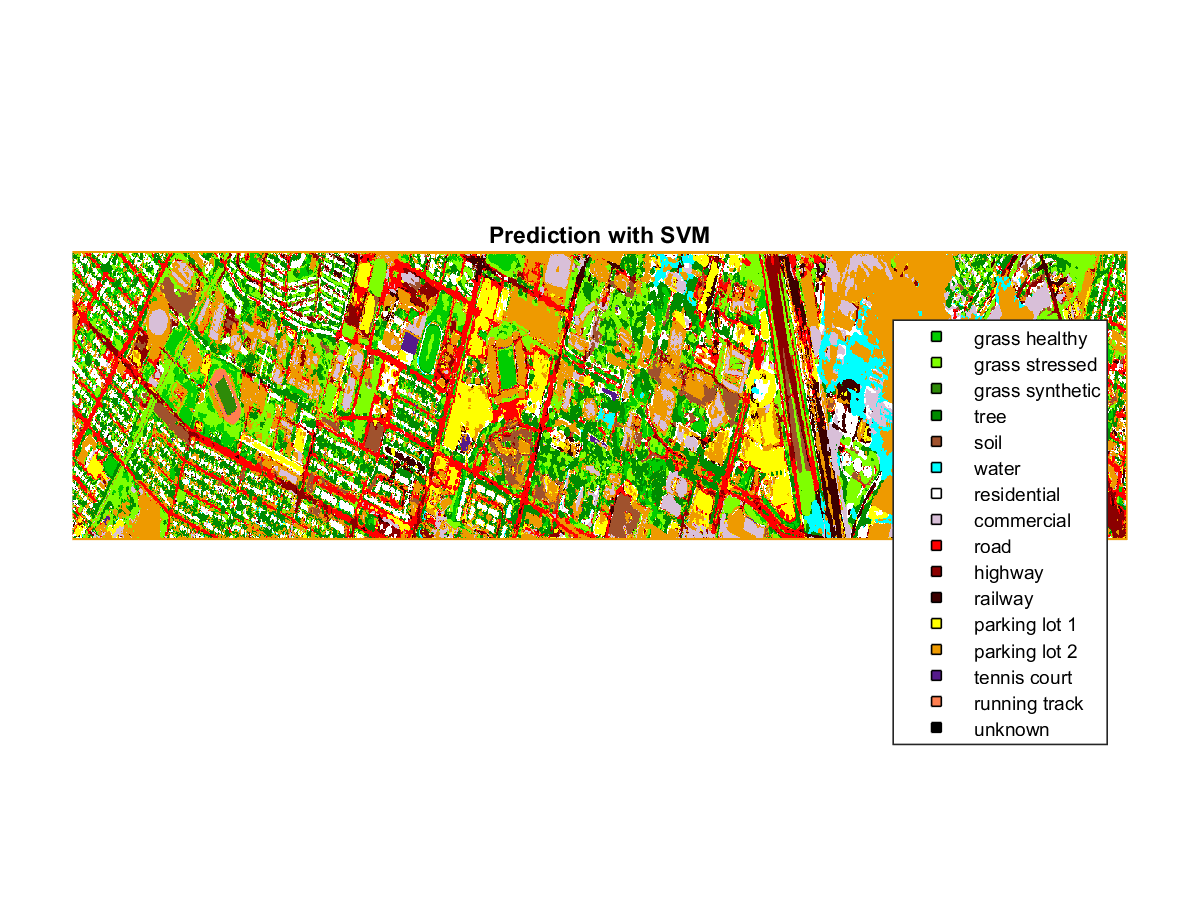 Prediction with SVM
grass healthy
grass stressed
grass synthetic
tree
soil
water
residential
commercial
road
highway
railway
parking lot 1
parking lot 2
tennis court
running track
unknown